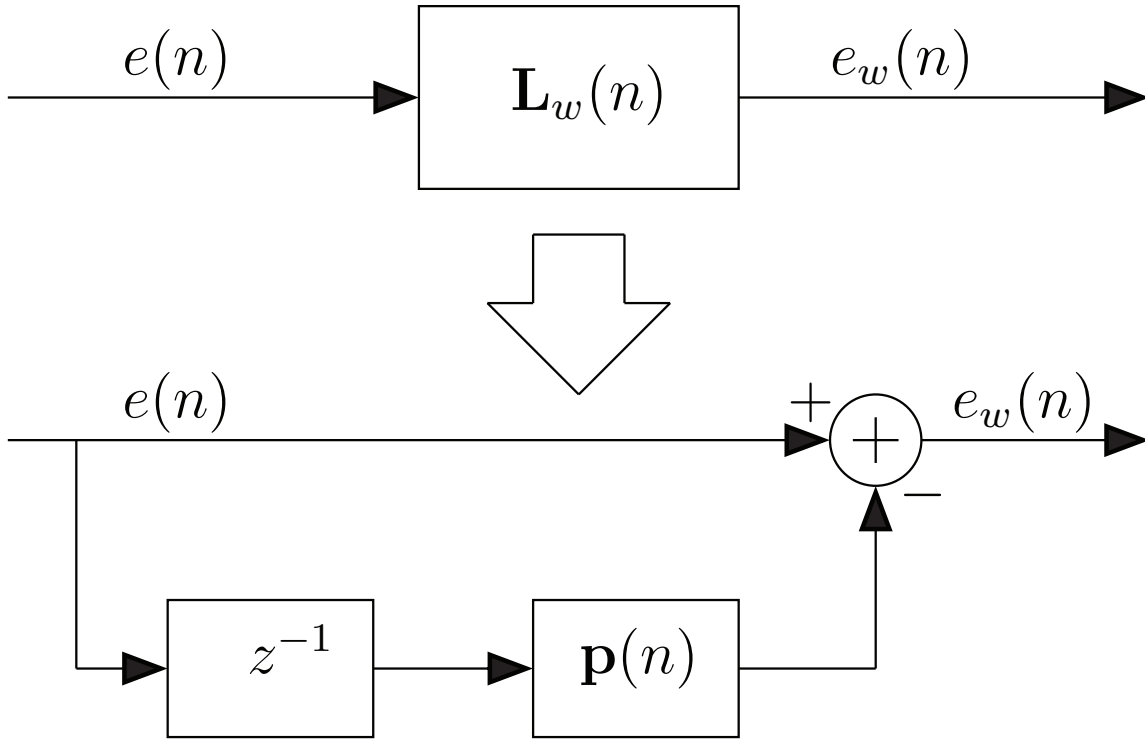 e(n)
L_w(n)
e_w(n)
e(n)
+
+
e_w(n)
−
z^{−1}
p(n)